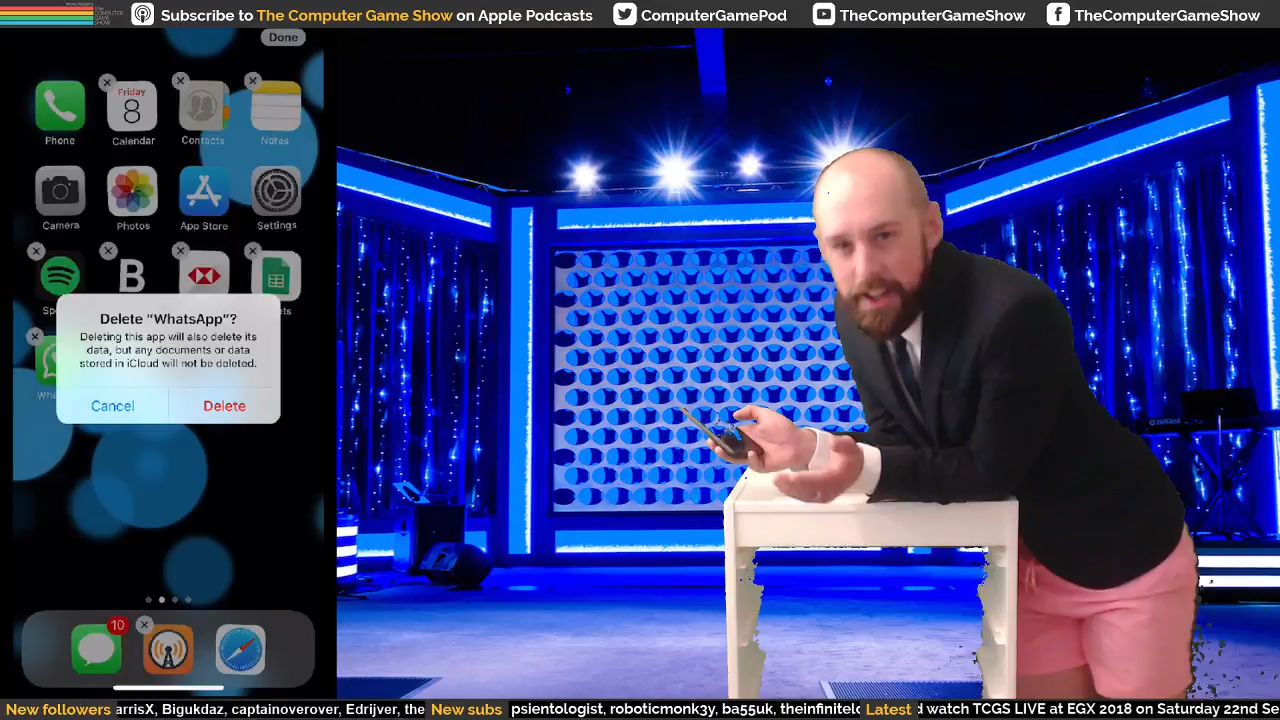 Subscribe to The Computer Game Show on Apple Podcasts
ComputerGamePod
TheComputerGameShow
TheComputerGameShow
Done
Friday
8
Phone
Calendar
Contacts
Notes
Camera
Photos
App Store
Settings
B
Delete “WhatsApp”?
Deleting this app will also delete its
data, but any documents or data
stored in iCloud will not be deleted.
Cancel
Delete
10
YAMAHA
New followers
arrisX, Bigukdaz, captainoverover, Edrijver, the
New subs
psientologist, roboticmonk3y, ba55uk, theinfinitel
Latest
d watch TCGS LIVE at EGX 2018 on Saturday 22nd Se